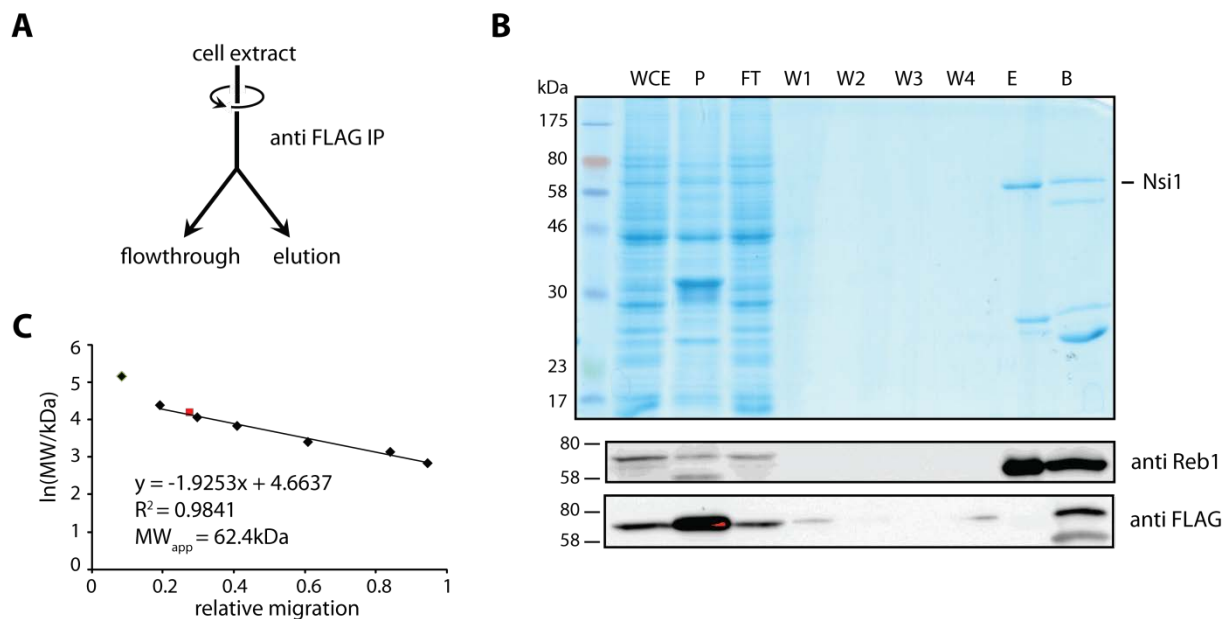 A
cell extract
anti FLAG IP
flowthrough
elution
B
kDa
WCE P FT W1 W2 W3 W4 E B
175
80
58
46
30
23
17
Nsi1
80
58
anti Reb1
80
58
anti FLAG
C
ln(MW/kDa)
6
5
4
3
2
1
0
y = -1.9253x + 4.6637
R² = 0.9841
MWapp = 62.4kDa
0 0.2 0.4 0.6 0.8 1
relative migration